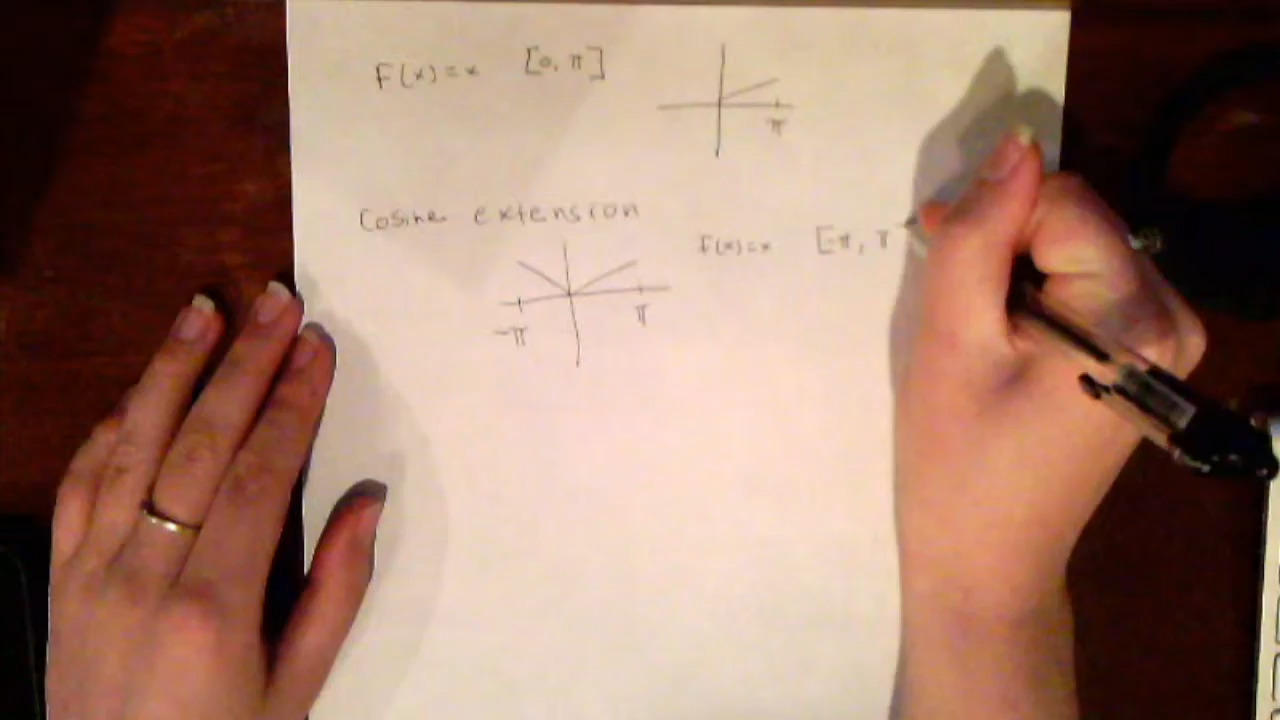 F(x)=x [0, π]
π
Cosine extension
f(x)=x [-π, π
-π π